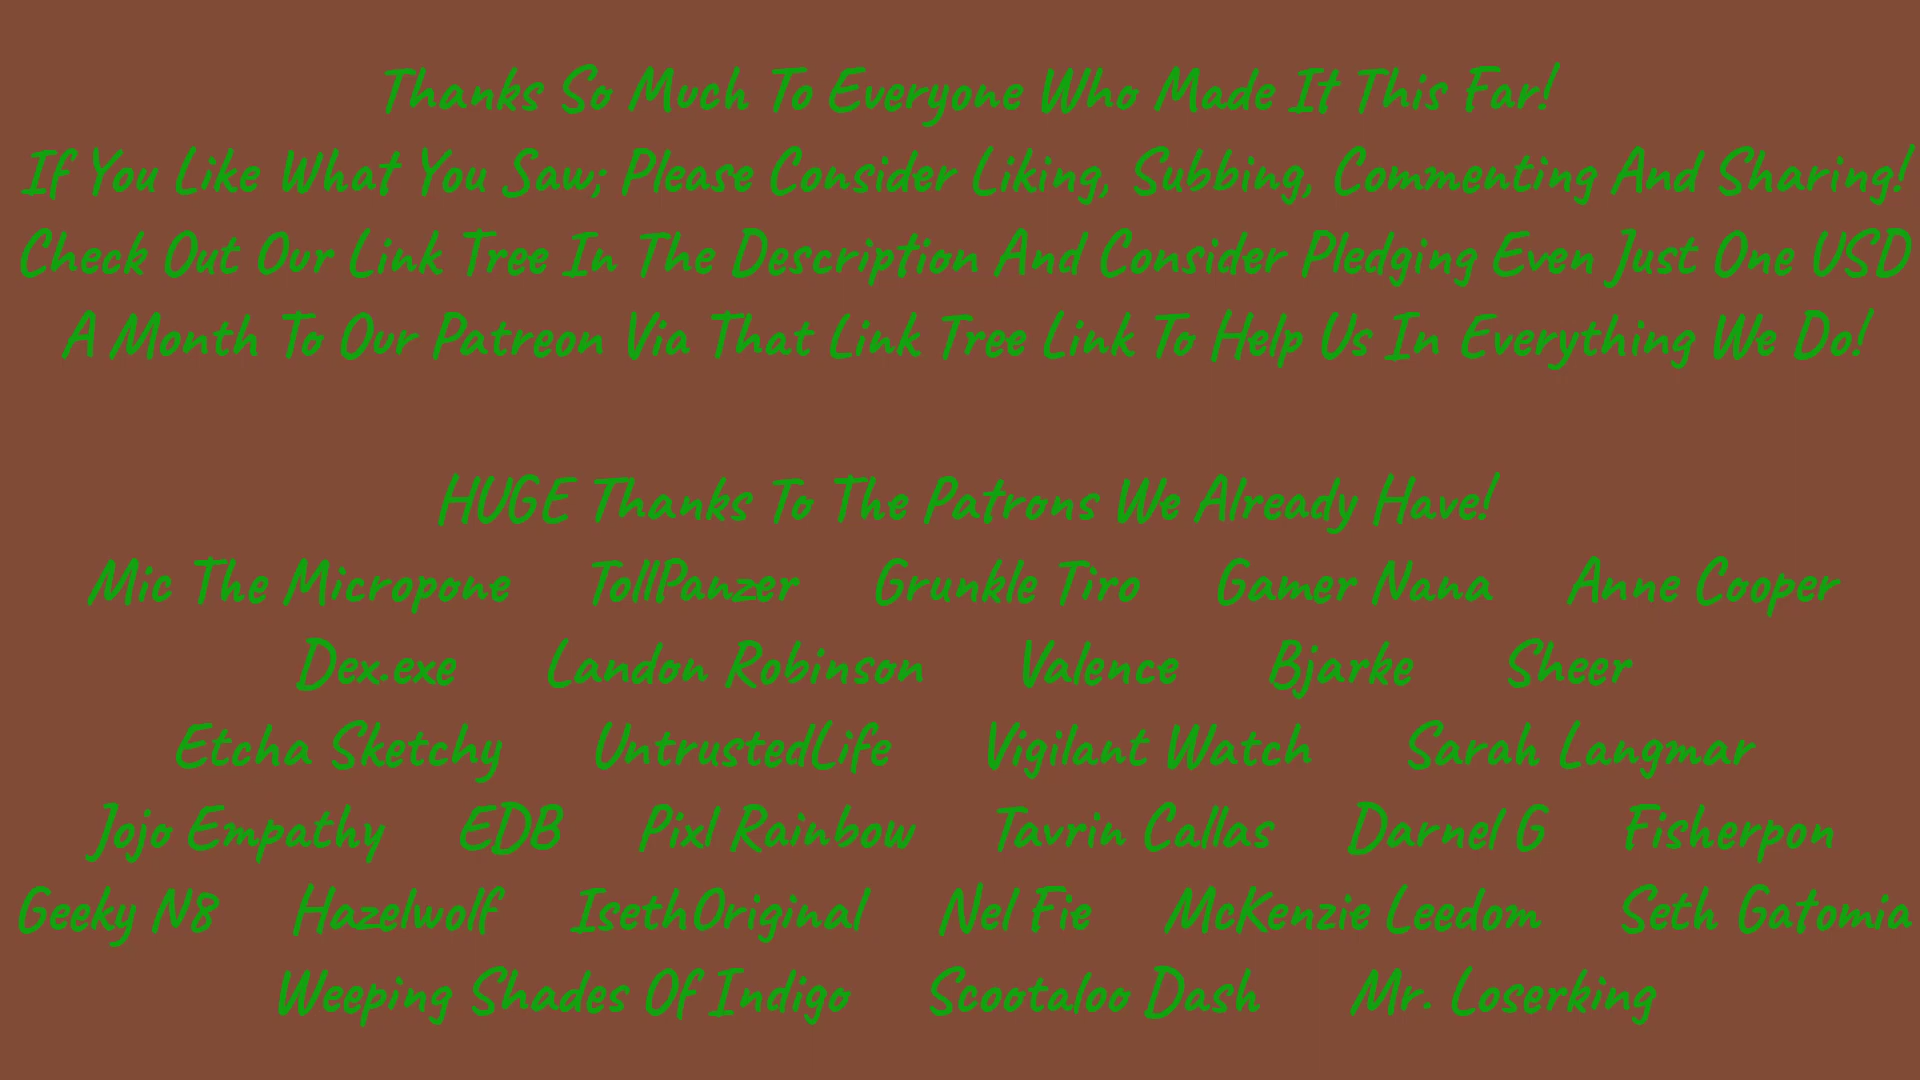 Thanks So Much To Everyone Who Made It This Far!
If You Like What You Saw; Please Consider Liking, Subbing, Commenting And Sharing!
Check Out Our Link Tree In The Description And Consider Pledging Even Just One USD
A Month To Our Patreon Via That Link Tree Link To Help Us In Everything We Do!
HUGE Thanks To The Patrons We Already Have!
Mic The Micropone TollPanzer Grunkle Tiro Gamer Nana Anne Cooper
Dex.exe Landon Robinson Valence Bjarke Sheer
Etcha Sketchy UntrustedLife Vigilant Watch Sarah Langmar
Jojo Empathy EDB Pixl Rainbow Tavrin Callas Darnel G Fisherpon
Geeky N8 Hazelwolf IsethOriginal Nel Fie McKenzie Leedom Seth Gatomia
Weeping Shades Of Indigo Scootaloo Dash Mr. Loserking